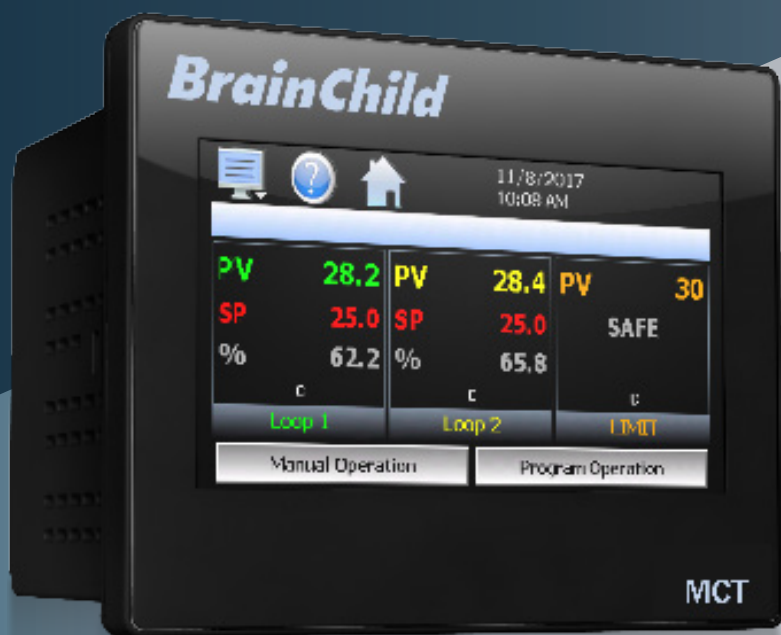 BrainChild
11/8/2017
10:08 AM
PV 28.2 PV 28.4 PV 30
SP 25.0 SP 25.0 SAFE
% 62.2 % 65.8
C C C
Loop 1 Loop 2 LIMIT
Manual Operation Program Operation
MCT